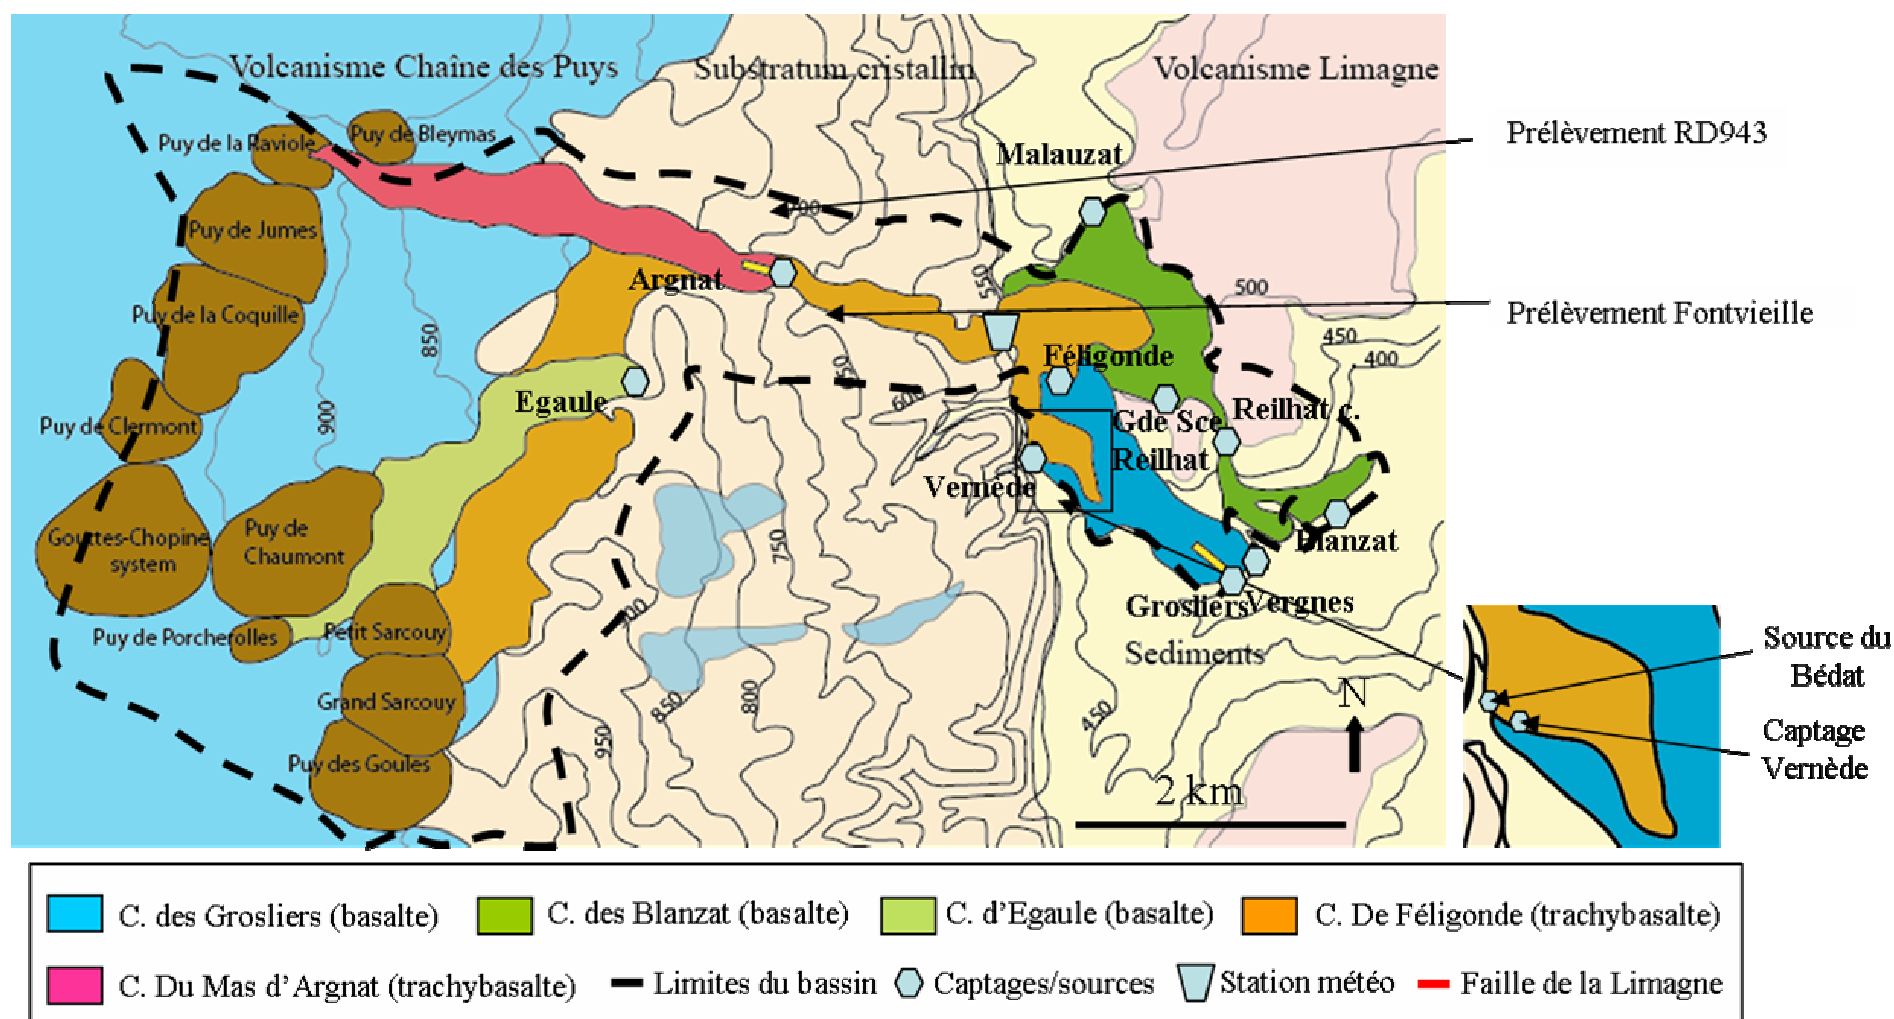 Volcanisme Chaîne des Puys
Substratum cristallin
Volcanisme Limagne
Puy de la Raviole
Puy de Bleymas
Prélèvement RD943
Malauzat
700
Puy de Jumes
Argnat
550
500
Puy de la Coquille
850
Prélèvement Fontvieille
450
400
Féligonde
650
600
Egaule
900
Puy de Clermont
Gde Sce
Reilhat
Reilhat c.
Vernède
Gouttes-Chopine
system
Puy de
Chaumont
750
Blanzat
Grosliers
Vergnes
Puy de Porcherolles
Petit Sarcouy
Sediments
Source du
Bédat
Grand Sarcouy
850
800
450
N
950
Captage
Vernède
Puy des Goules
2 km
C. des Grosliers (basalte)
C. des Blanzat (basalte)
C. d'Egaule (basalte)
C. De Féligonde (trachybasalte)
C. Du Mas d'Argnat (trachybasalte)
Limites du bassin
Captages/sources
Station météo
Faille de la Limagne